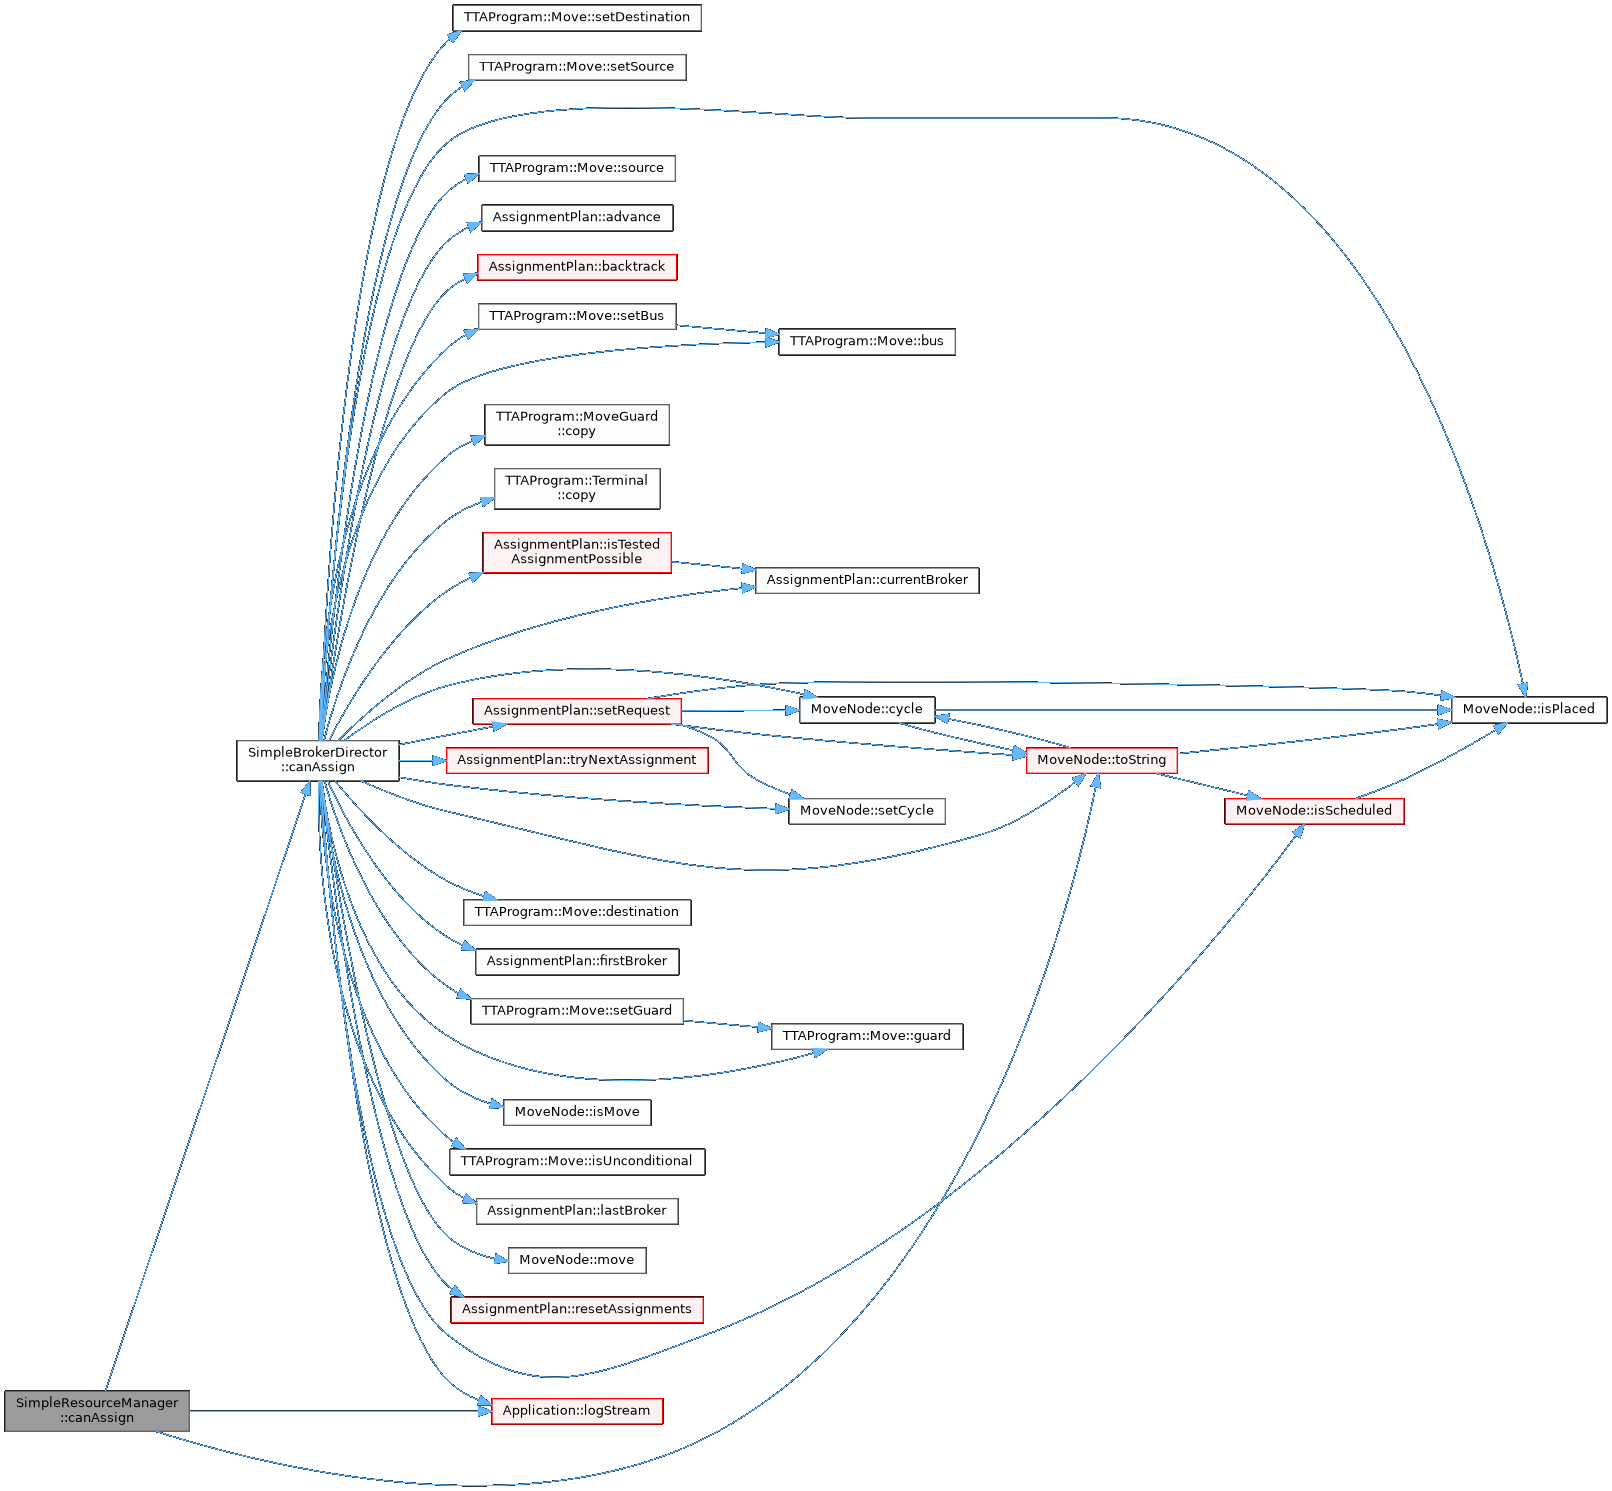 TTAProgram::Move::setDestination
TTAProgram::Move::setSource
TTAProgram::Move::source
AssignmentPlan::advance
AssignmentPlan::backtrack
TTAProgram::Move::setBus
TTAProgram::Move::bus
TTAProgram::MoveGuard
::copy
TTAProgram::Terminal
::copy
AssignmentPlan::isTested
AssignmentPossible
AssignmentPlan::currentBroker
AssignmentPlan::setRequest
MoveNode::cycle
MoveNode::isPlaced
SimpleBrokerDirector
::canAssign
AssignmentPlan::tryNextAssignment
MoveNode::toString
MoveNode::setCycle
MoveNode::isScheduled
TTAProgram::Move::destination
AssignmentPlan::firstBroker
TTAProgram::Move::setGuard
TTAProgram::Move::guard
MoveNode::isMove
TTAProgram::Move::isUnconditional
AssignmentPlan::lastBroker
MoveNode::move
AssignmentPlan::resetAssignments
SimpleResourceManager
::canAssign
Application::logStream